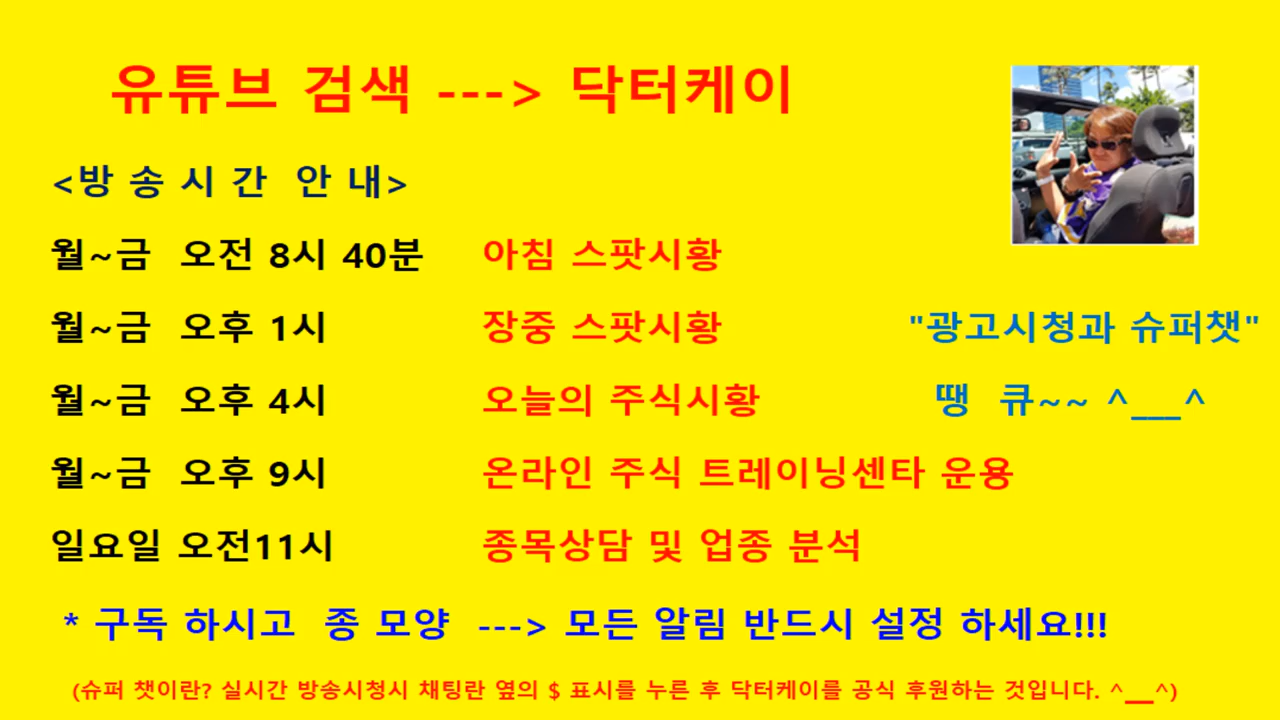 유튜브 검색 ---> 닥터케이
<방 송 시 간 안 내>
월~금 오전 8시 40분 아침 스팟시황
월~금 오후 1시 장중 스팟시황 "광고시청과 슈퍼챗"
월~금 오후 4시 오늘의 주식시황 땡 큐~~ ^___^
월~금 오후 9시 온라인 주식 트레이닝센타 운용
일요일 오전11시 종목상담 및 업종 분석
* 구독 하시고 종 모양 ---> 모든 알림 반드시 설정 하세요!!!
(슈퍼 챗이란? 실시간 방송시청시 채팅란 옆의 $ 표시를 누른 후 닥터케이를 공식 후원하는 것입니다. ^__^)